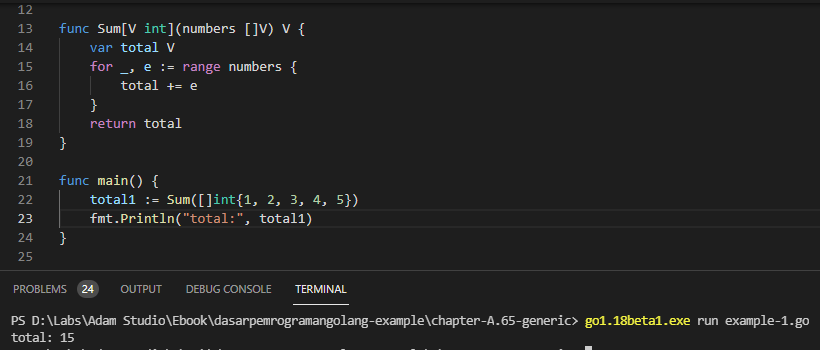 12
13 func Sum[V int](numbers []V) V {
14     var total V
15     for _, e := range numbers {
16         total += e
17     }
18     return total
19 }
20
21 func main() {
22     total1 := Sum([]int{1, 2, 3, 4, 5})
23     fmt.Println("total:", total1)
24 }
25
PROBLEMS 24 OUTPUT DEBUG CONSOLE TERMINAL
PS D:\Labs\Adam Studio\Ebook\dasarpemrogramangolang-example\chapter-A.65-generic> go1.18beta1.exe run example-1.go
total: 15